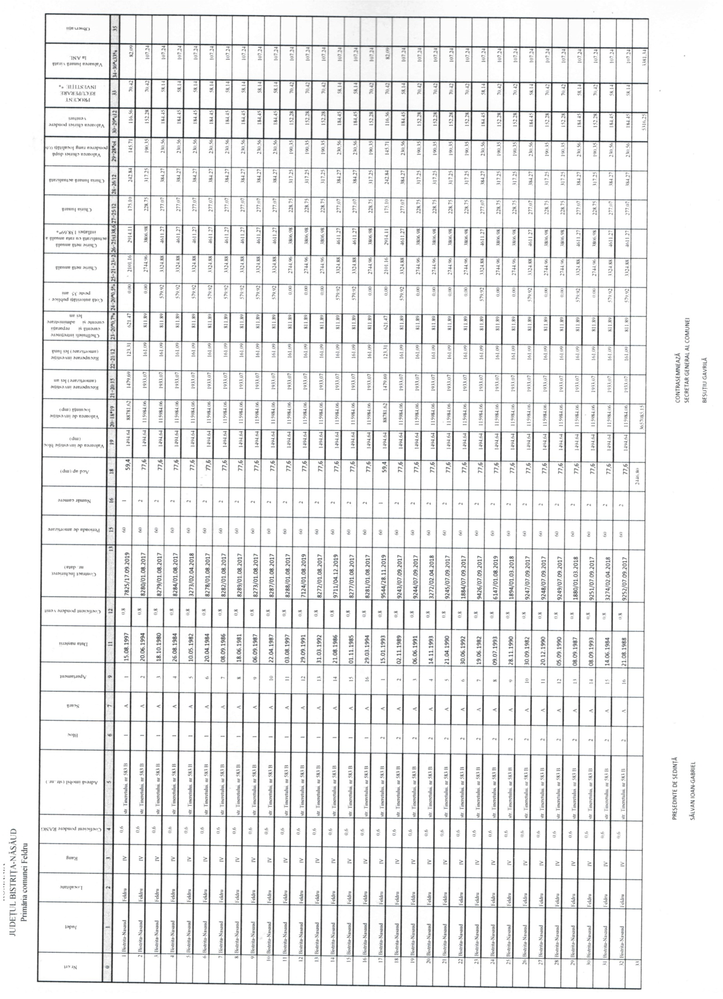 JUDEŢUL BISTRIŢA-NĂSĂUD
Primăria comunei Feldru
Nr.crt
Judeţ
Localitate
Rang
Coeficient pondere RANG
Adresă imobil (str. nr.)
Bloc
Scară
Apartament
Data naşterii
Coeficient pondere venit
Contract Închirieret
nr. data)
Perioada de amortizare
Număr camere
Acd ap (mp)
Valoarea de investiţie bloc
(mp)
Valoarea de investiţie
locuinţă (mp)
Recuperare investiţie
(amortizare) lei an
Recuperare investiţie
(amortizare) lei lună
Cheltuieli întreţinere
curentă şi reparaţii
curente şi administrare
lei an
Cotă autorităţi publice -
peste 35 ani
Chirie netă anuală
Chirie netă anuală
actualizată cu rata anuală a
inflaţiei 138,69%
Chiria lunară
Chiria lunară actualizată
Valoarea chiriei după
ponderea rang localităţi 0,6
Valoarea chiriei pondere
venituri
PROCENT
RECUPERARE
INVESTIŢIE %
Valuarea lunară virată
la ANL
Observaţii
0 1 2 3 4 5 6 7 9 11 12 13 15 16 18 19 20=18*19 21=20:15 22=21/12 23=20*0,7% 24=20*0,5% 25=21+23+2 26=25x138,6 27=25/12 28=26/12 29=28*c4 30=29*c12 33 34=30*c33% 35
1 Bistrita-Nasaud Feldru IV 0.6 str. Tineretului. nr 583 B 1 A 1 15.08.1997 0.8 7825/17.09.2019 60 1 59,4 1494.64 88781.62 1479.69 123.31 621.47 0.00 2101.16 2914.11 175.10 242.84 145.71 116.56 70.42 82.09
2 Bistrita-Nasaud Feldru IV 0.6 str. Tineretului. nr 583 B 1 A 2 20.06.1994 0.8 8280/01.08.2017 60 2 77,6 1494.64 115984.06 1933.07 161.09 811.89 0.00 2744.96 3806.98 228.75 317.25 190.35 152.28 70.42 107.24
3 Bistrita-Nasaud Feldru IV 0.6 str. Tineretului. nr 583 B 1 A 3 18.10.1980 0.8 8279/01.08.2017 60 2 77,6 1494.64 115984.06 1933.07 161.09 811.89 579.92 3324.88 4611.27 277.07 384.27 230.56 184.45 58.14 107.24
4 Bistrita-Nasaud Feldru IV 0.6 str. Tineretului. nr 583 B 1 A 4 26.08.1984 0.8 8284/01.08.2017 60 2 77,6 1494.64 115984.06 1933.07 161.09 811.89 579.92 3324.88 4611.27 277.07 384.27 230.56 184.45 58.14 107.24
5 Bistrita-Nasaud Feldru IV 0.6 str. Tineretului. nr 583 B 1 A 5 10.05.1982 0.8 3273/02.04.2018 60 2 77,6 1494.64 115984.06 1933.07 161.09 811.89 579.92 3324.88 4611.27 277.07 384.27 230.56 184.45 58.14 107.24
6 Bistrita-Nasaud Feldru IV 0.6 str. Tineretului. nr 583 B 1 A 6 20.04.1984 0.8 8278/01.08.2017 60 2 77,6 1494.64 115984.06 1933.07 161.09 811.89 579.92 3324.88 4611.27 277.07 384.27 230.56 184.45 58.14 107.24
7 Bistrita-Nasaud Feldru IV 0.6 str. Tineretului. nr 583 B 1 A 7 08.09.1986 0.8 8282/01.08.2017 60 2 77,6 1494.64 115984.06 1933.07 161.09 811.89 579.92 3324.88 4611.27 277.07 384.27 230.56 184.45 58.14 107.24
8 Bistrita-Nasaud Feldru IV 0.6 str. Tineretului. nr 583 B 1 A 8 18.06.1981 0.8 8289/01.08.2017 60 2 77,6 1494.64 115984.06 1933.07 161.09 811.89 579.92 3324.88 4611.27 277.07 384.27 230.56 184.45 58.14 107.24
9 Bistrita-Nasaud Feldru IV 0.6 str. Tineretului. nr 583 B 1 A 9 06.09.1987 0.8 8273/01.08.2017 60 2 77,6 1494.64 115984.06 1933.07 161.09 811.89 579.92 3324.88 4611.27 277.07 384.27 230.56 184.45 58.14 107.24
10 Bistrita-Nasaud Feldru IV 0.6 str. Tineretului. nr 583 B 1 A 10 22.04.1987 0.8 8287/01.08.2017 60 2 77,6 1494.64 115984.06 1933.07 161.09 811.89 579.92 3324.88 4611.27 277.07 384.27 230.56 184.45 58.14 107.24
11 Bistrita-Nasaud Feldru IV 0.6 str. Tineretului. nr 583 B 1 A 11 03.08.1997 0.8 8288/01.08.2017 60 2 77,6 1494.64 115984.06 1933.07 161.09 811.89 0.00 2744.96 3806.98 228.75 317.25 190.35 152.28 70.42 107.24
12 Bistrita-Nasaud Feldru IV 0.6 str. Tineretului. nr 583 B 1 A 12 29.09.1991 0.8 7124/01.08.2019 60 2 77,6 1494.64 115984.06 1933.07 161.09 811.89 0.00 2744.96 3806.98 228.75 317.25 190.35 152.28 70.42 107.24
13 Bistrita-Nasaud Feldru IV 0.6 str. Tineretului. nr 583 B 1 A 13 31.03.1992 0.8 8272/01.08.2017 60 2 77,6 1494.64 115984.06 1933.07 161.09 811.89 0.00 2744.96 3806.98 228.75 317.25 190.35 152.28 70.42 107.24
14 Bistrita-Nasaud Feldru IV 0.6 str. Tineretului. nr 583 B 1 A 14 21.08.1986 0.8 9711/04.12.2019 60 2 77,6 1494.64 115984.06 1933.07 161.09 811.89 579.92 3324.88 4611.27 277.07 384.27 230.56 184.45 58.14 107.24
15 Bistrita-Nasaud Feldru IV 0.6 str. Tineretului. nr 583 B 1 A 15 01.11.1985 0.8 8277/01.08.2017 60 2 77,6 1494.64 115984.06 1933.07 161.09 811.89 579.92 3324.88 4611.27 277.07 384.27 230.56 184.45 58.14 107.24
16 Bistrita-Nasaud Feldru IV 0.6 str. Tineretului. nr 583 B 1 A 16 29.03.1994 0.8 8281/01.08.2017 60 2 77,6 1494.64 115984.06 1933.07 161.09 811.89 0.00 2744.96 3806.98 228.75 317.25 190.35 152.28 70.42 107.24
17 Bistrita-Nasaud Feldru IV 0.6 str. Tineretului. nr 583 B 2 A 1 15.01.1993 0.8 9544/28.11.2019 60 1 59,4 1494.64 88781.62 1479.69 123.31 621.47 0.00 2101.16 2914.11 175.10 242.84 145.71 116.56 70.42 82.09
18 Bistrita-Nasaud Feldru IV 0.6 str. Tineretului. nr 583 B 2 A 2 02.11.1989 0.8 9243/07.09.2017 60 2 77,6 1494.64 115984.06 1933.07 161.09 811.89 579.92 3324.88 4611.27 277.07 384.27 230.56 184.45 58.14 107.24
19 Bistrita-Nasaud Feldru IV 0.6 str. Tineretului. nr 583 B 2 A 3 06.06.1991 0.8 9244/07.09.2017 60 2 77,6 1494.64 115984.06 1933.07 161.09 811.89 0.00 2744.96 3806.98 228.75 317.25 190.35 152.28 70.42 107.24
20 Bistrita-Nasaud Feldru IV 0.6 str. Tineretului. nr 583 B 2 A 4 14.11.1993 0.8 3272/02.04.2018 60 2 77,6 1494.64 115984.06 1933.07 161.09 811.89 0.00 2744.96 3806.98 228.75 317.25 190.35 152.28 70.42 107.24
21 Bistrita-Nasaud Feldru IV 0.6 str. Tineretului. nr 583 B 2 A 5 21.04.1990 0.8 9245/07.09.2017 60 2 77,6 1494.64 115984.06 1933.07 161.09 811.89 0.00 2744.96 3806.98 228.75 317.25 190.35 152.28 70.42 107.24
22 Bistrita-Nasaud Feldru IV 0.6 str. Tineretului. nr 583 B 2 A 6 30.06.1992 0.8 1884/07.09.2017 60 2 77,6 1494.64 115984.06 1933.07 161.09 811.89 0.00 2744.96 3806.98 228.75 317.25 190.35 152.28 70.42 107.24
23 Bistrita-Nasaud Feldru IV 0.6 str. Tineretului. nr 583 B 2 A 7 19.06.1982 0.8 9426/07.09.2017 60 2 77,6 1494.64 115984.06 1933.07 161.09 811.89 579.92 3324.88 4611.27 277.07 384.27 230.56 184.45 58.14 107.24
24 Bistrita-Nasaud Feldru IV 0.6 str. Tineretului. nr 583 B 2 A 8 09.07.1993 0.8 6147/01.08.2019 60 2 77,6 1494.64 115984.06 1933.07 161.09 811.89 0.00 2744.96 3806.98 228.75 317.25 190.35 152.28 70.42 107.24
25 Bistrita-Nasaud Feldru IV 0.6 str. Tineretului. nr 583 B 2 A 9 28.11.1990 0.8 1894/01.03.2018 60 2 77,6 1494.64 115984.06 1933.07 161.09 811.89 0.00 2744.96 3806.98 228.75 317.25 190.35 152.28 70.42 107.24
26 Bistrita-Nasaud Feldru IV 0.6 str. Tineretului. nr 583 B 2 A 10 30.09.1982 0.8 9247/07.09.2017 60 2 77,6 1494.64 115984.06 1933.07 161.09 811.89 579.92 3324.88 4611.27 277.07 384.27 230.56 184.45 58.14 107.24
27 Bistrita-Nasaud Feldru IV 0.6 str. Tineretului. nr 583 B 2 A 11 20.12.1990 0.8 9248/07.09.2017 60 2 77,6 1494.64 115984.06 1933.07 161.09 811.89 0.00 2744.96 3806.98 228.75 317.25 190.35 152.28 70.42 107.24
28 Bistrita-Nasaud Feldru IV 0.6 str. Tineretului. nr 583 B 2 A 12 05.09.1990 0.8 9249/07.09.2017 60 2 77,6 1494.64 115984.06 1933.07 161.09 811.89 0.00 2744.96 3806.98 228.75 317.25 190.35 152.28 70.42 107.24
29 Bistrita-Nasaud Feldru IV 0.6 str. Tineretului. nr 583 B 2 A 13 08.09.1987 0.8 1880/01.03.2018 60 2 77,6 1494.64 115984.06 1933.07 161.09 811.89 579.92 3324.88 4611.27 277.07 384.27 230.56 184.45 58.14 107.24
30 Bistrita-Nasaud Feldru IV 0.6 str. Tineretului. nr 583 B 2 A 14 08.09.1993 0.8 9251/07.09.2017 60 2 77,6 1494.64 115984.06 1933.07 161.09 811.89 0.00 2744.96 3806.98 228.75 317.25 190.35 152.28 70.42 107.24
31 Bistrita-Nasaud Feldru IV 0.6 str. Tineretului. nr 583 B 2 A 15 14.06.1984 0.8 3274/02.04.2018 60 2 77,6 1494.64 115984.06 1933.07 161.09 811.89 579.92 3324.88 4611.27 277.07 384.27 230.56 184.45 58.14 107.24
32 Bistrita-Nasaud Feldru IV 0.6 str. Tineretului. nr 583 B 2 A 16 21.08.1988 0.8 9252/07.09.2017 60 2 77,6 1494.64 115984.06 1933.07 161.09 811.89 579.92 3324.88 4611.27 277.07 384.27 230.56 184.45 58.14 107.24
33 2446.80 3657085.15 5316.25 3381.34
PREŞEDINTE DE ŞEDINŢĂ
SĂLVAN IOAN-GABRIEL
CONTRASEMNEAZĂ
SECRETAR GENERAL AL COMUNEI
BEŞUŢIU GAVRILĂ